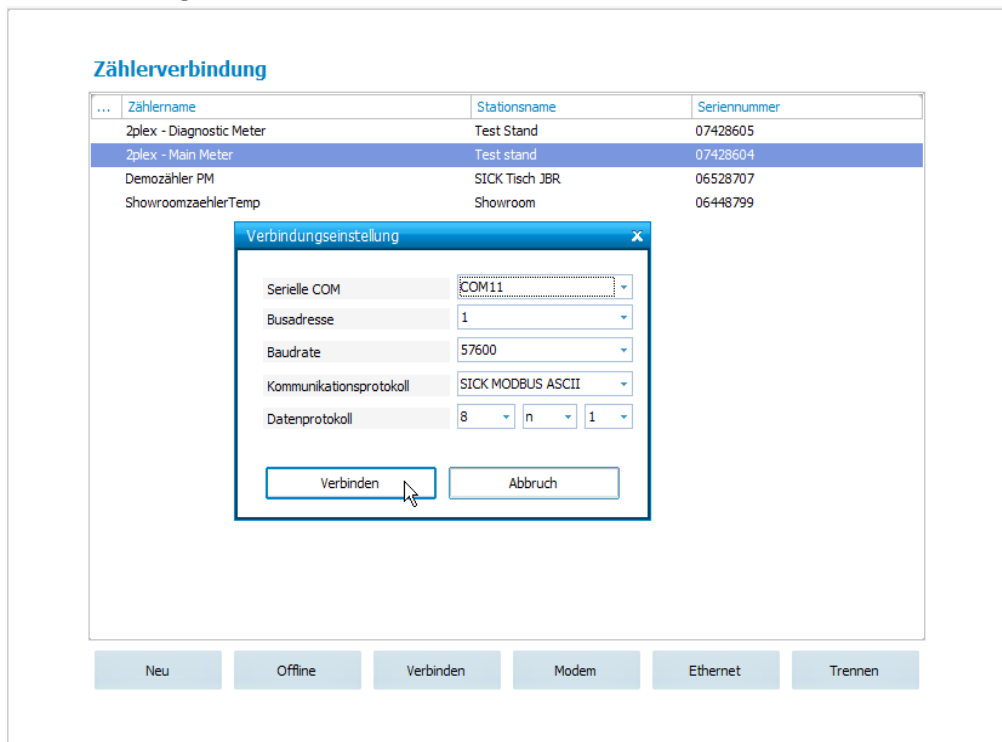 Zählerverbindung
... Zählername Stationsname Seriennummer
2plex - Diagnostic Meter Test Stand 07428605
2plex - Main Meter Test stand 07428604
Demozähler PM SICK Tisch JBR 06528707
ShowroomzaehlerTemp Showroom 06448799
Verbindungseinstellung x
Serielle COM COM11
Busadresse 1
Baudrate 57600
Kommunikationsprotokoll SICK MODBUS ASCII
Datenprotokoll 8 n 1
Verbinden Abbruch
Neu Offline Verbinden Modem Ethernet Trennen